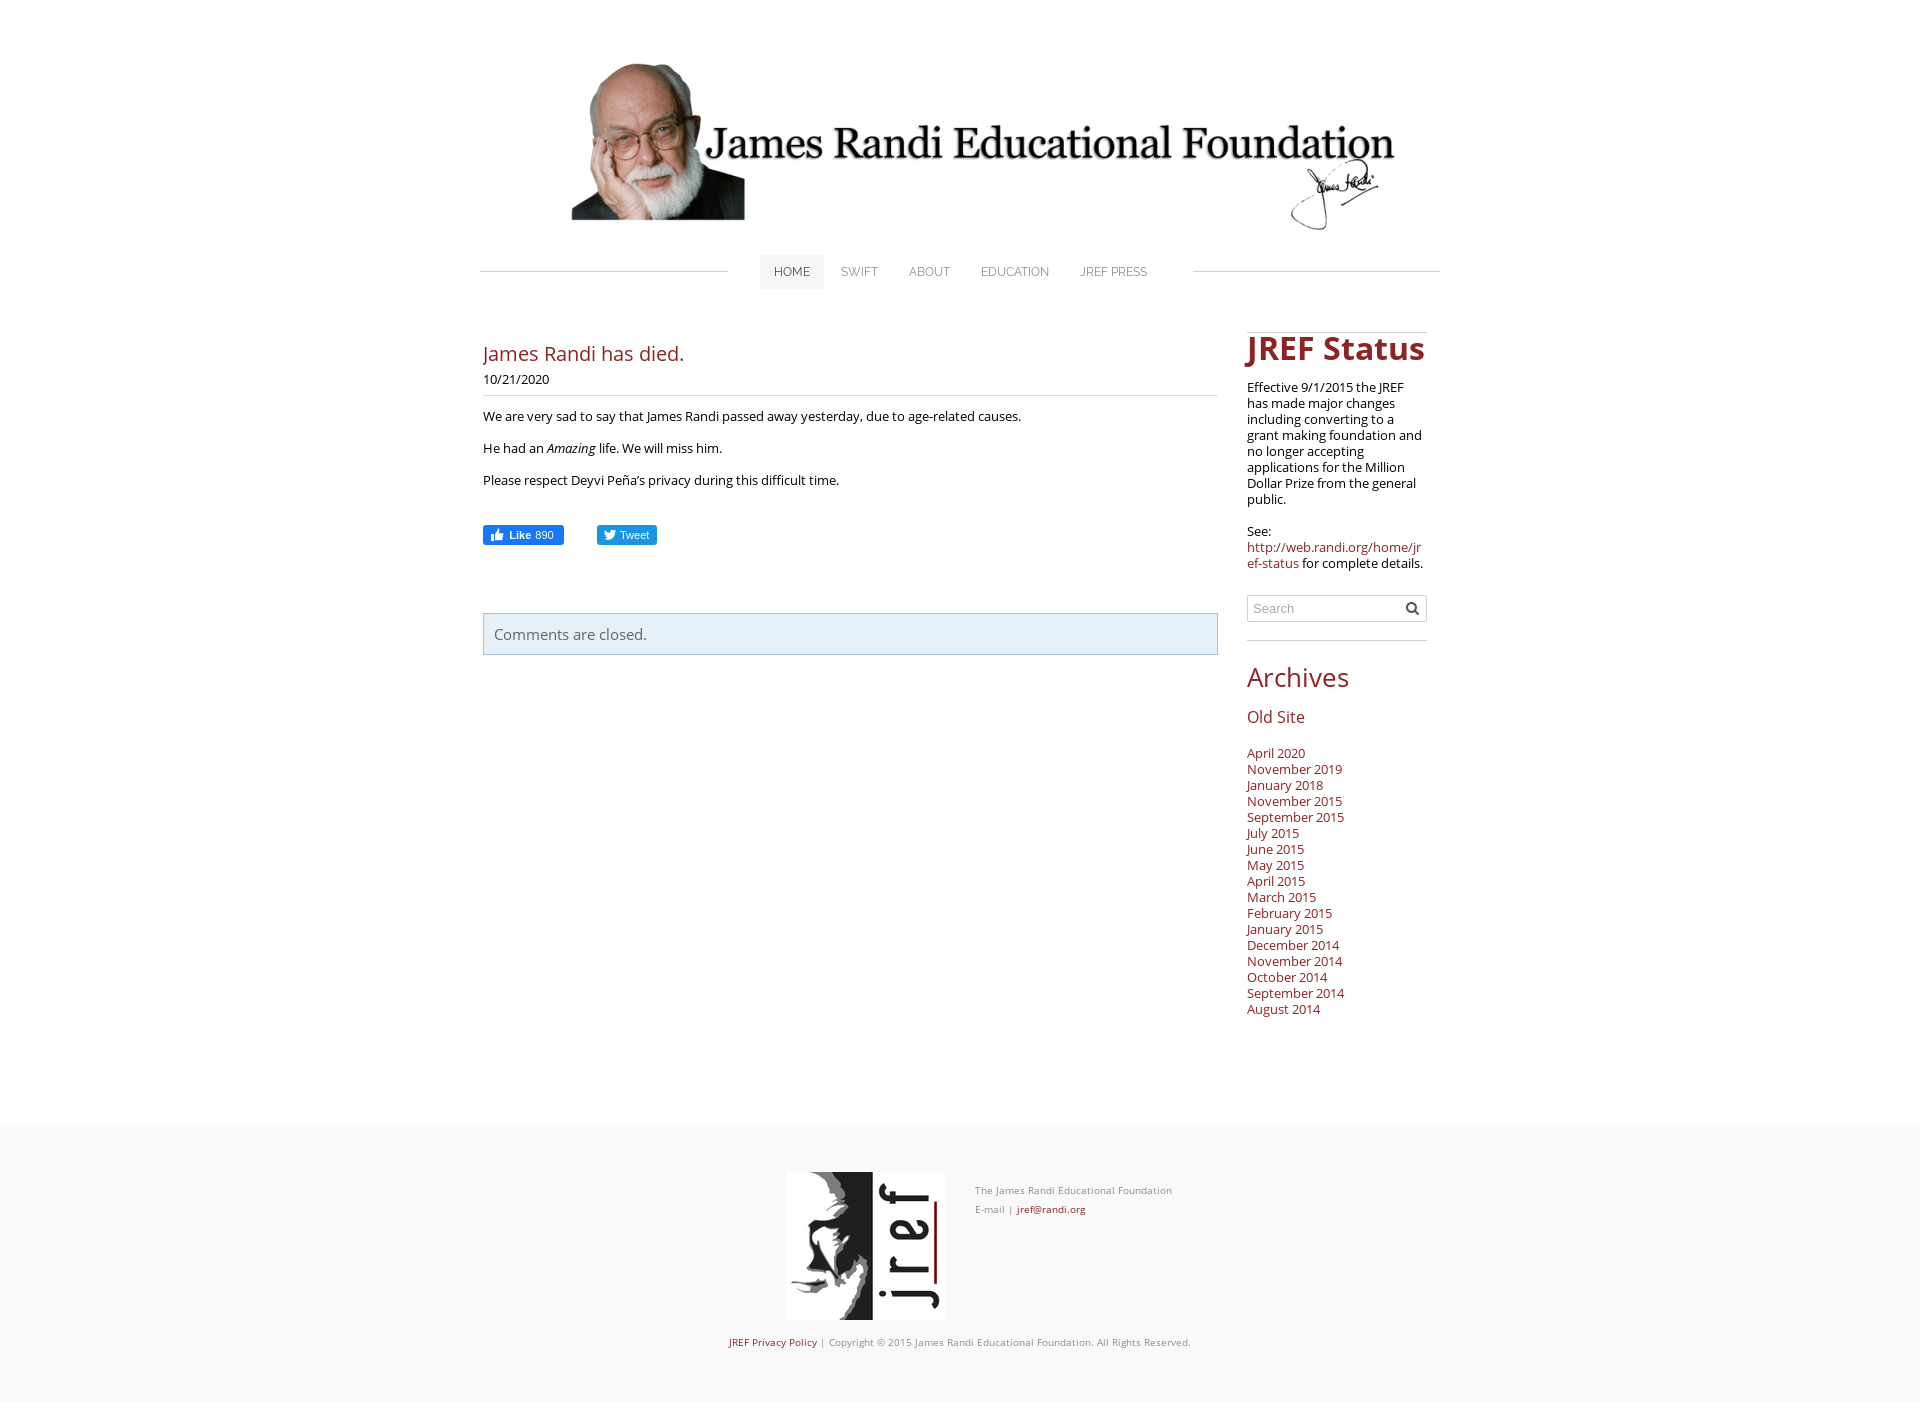 James Randi Educational Foundation
James Randi
HOME
SWIFT
ABOUT
EDUCATION
JREF PRESS
James Randi has died.
10/21/2020
We are very sad to say that James Randi passed away yesterday, due to age-related causes.
He had an Amazing life. We will miss him.
Please respect Deyvi Peña’s privacy during this difficult time.
Like 890
Tweet
Comments are closed.
JREF Status
Effective 9/1/2015 the JREF
has made major changes
including converting to a
grant making foundation and
no longer accepting
applications for the Million
Dollar Prize from the general
public.
See:
http://web.randi.org/home/jr
ef-status for complete details.
Search
Archives
Old Site
April 2020
November 2019
January 2018
November 2015
September 2015
July 2015
June 2015
May 2015
April 2015
March 2015
February 2015
January 2015
December 2014
November 2014
October 2014
September 2014
August 2014
jref
The James Randi Educational Foundation
E-mail | jref@randi.org
JREF Privacy Policy | Copyright © 2015 James Randi Educational Foundation. All Rights Reserved.